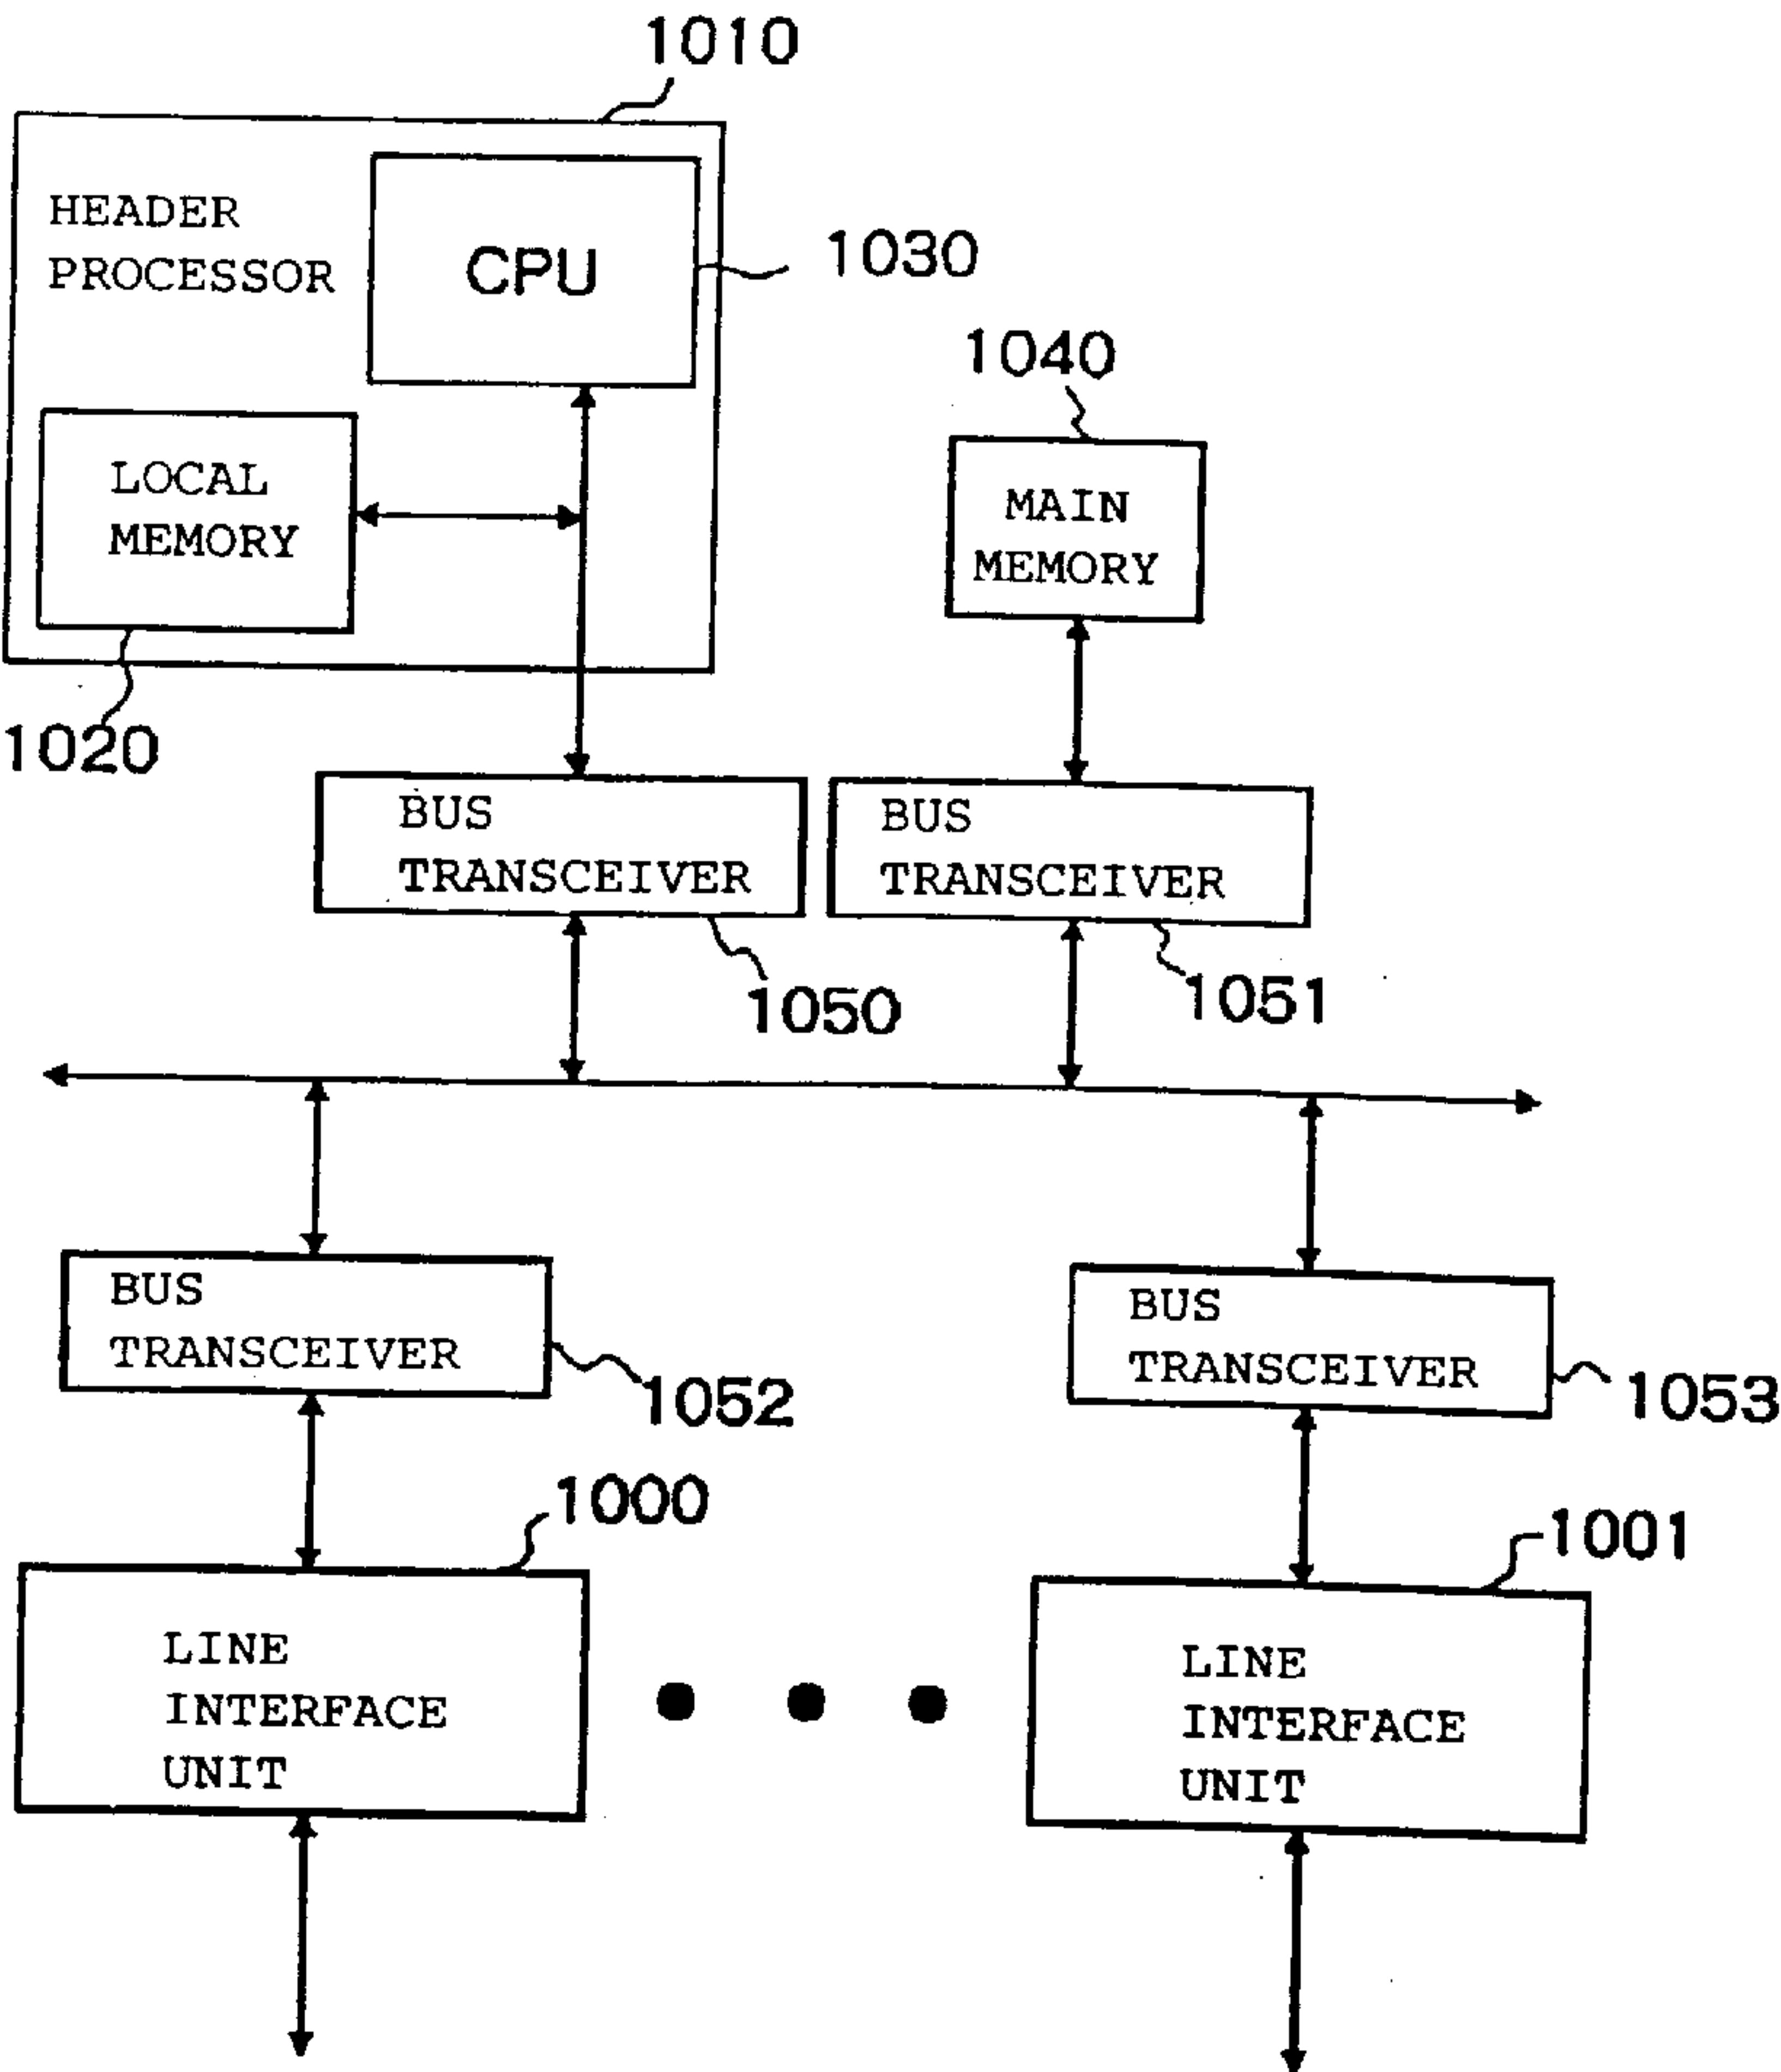 1010
HEADER
PROCESSOR
CPU
1030
1040
LOCAL
MEMORY
MAIN
MEMORY
1020
BUS
TRANSCEIVER
BUS
TRANSCEIVER
1050
1051
BUS
TRANSCEIVER
1052
BUS
TRANSCEIVER
1053
1000
1001
LINE
INTERFACE
UNIT
LINE
INTERFACE
UNIT